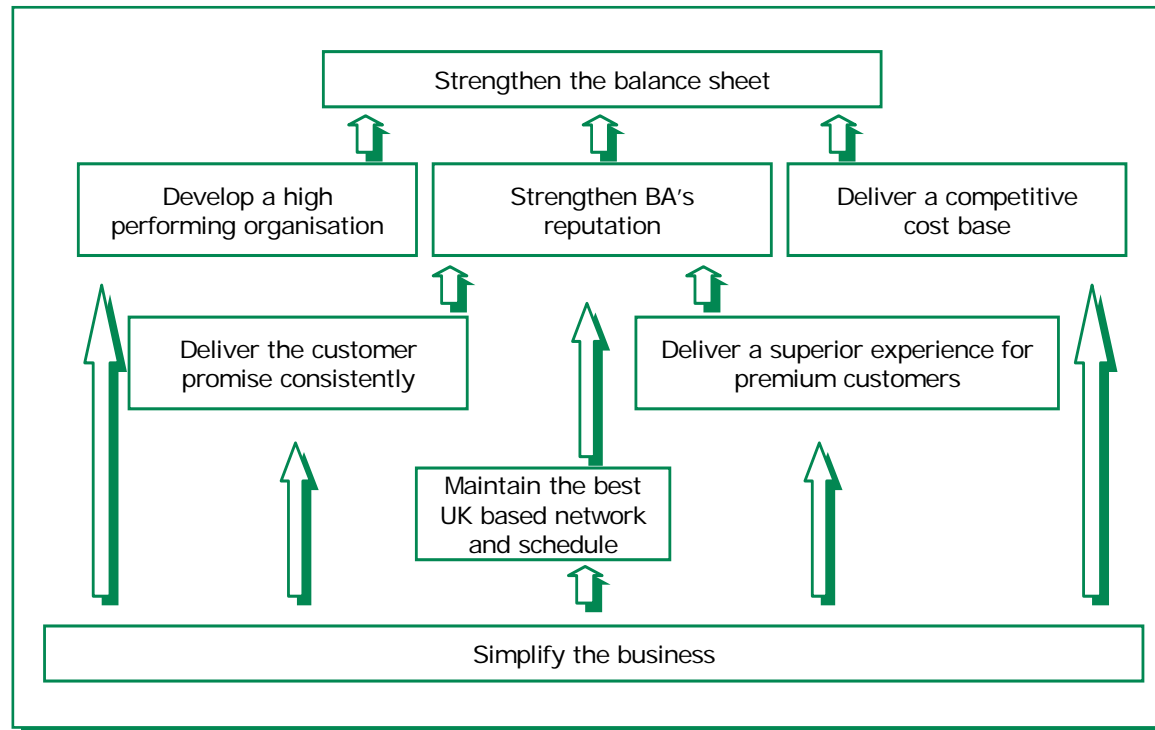 Strengthen the balance sheet
Develop a high
performing organisation
Strengthen BA's
reputation
Deliver a competitive
cost base
Deliver the customer
promise consistently
Deliver a superior experience for
premium customers
Maintain the best
UK based network
and schedule
Simplify the business